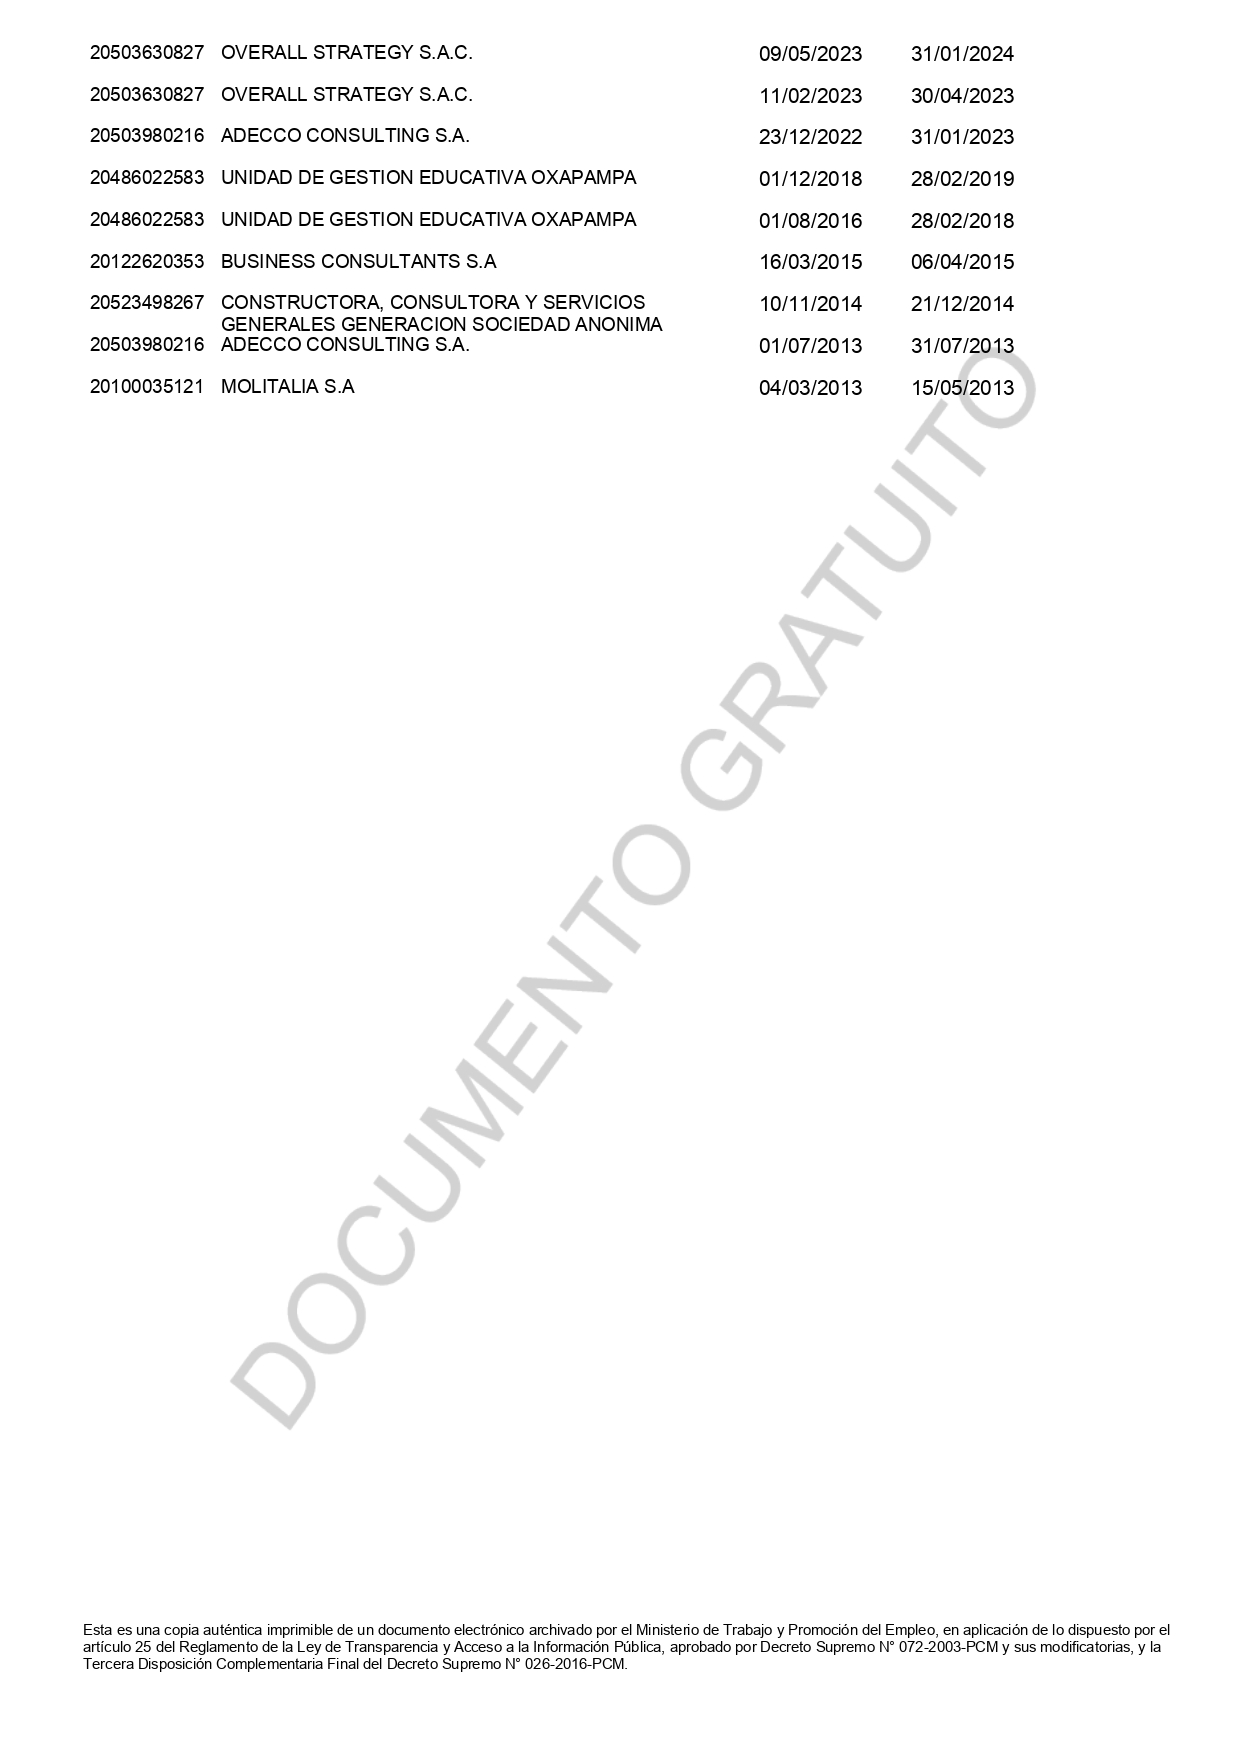 20503630827 OVERALL STRATEGY S.A.C. 09/05/2023 31/01/2024
20503630827 OVERALL STRATEGY S.A.C. 11/02/2023 30/04/2023
20503980216 ADECCO CONSULTING S.A. 23/12/2022 31/01/2023
20486022583 UNIDAD DE GESTION EDUCATIVA OXAPAMPA 01/12/2018 28/02/2019
20486022583 UNIDAD DE GESTION EDUCATIVA OXAPAMPA 01/08/2016 28/02/2018
20122620353 BUSINESS CONSULTANTS S.A 16/03/2015 06/04/2015
20523498267 CONSTRUCTORA, CONSULTORA Y SERVICIOS 10/11/2014 21/12/2014
GENERALES GENERACION SOCIEDAD ANONIMA
20503980216 ADECCO CONSULTING S.A. 01/07/2013 31/07/2013
20100035121 MOLITALIA S.A 04/03/2013 15/05/2013
DOCUMENTO GRATUITO
Esta es una copia auténtica imprimible de un documento electrónico archivado por el Ministerio de Trabajo y Promoción del Empleo, en aplicación de lo dispuesto por el
artículo 25 del Reglamento de la Ley de Transparencia y Acceso a la Información Pública, aprobado por Decreto Supremo N° 072-2003-PCM y sus modificatorias, y la
Tercera Disposición Complementaria Final del Decreto Supremo N° 026-2016-PCM.